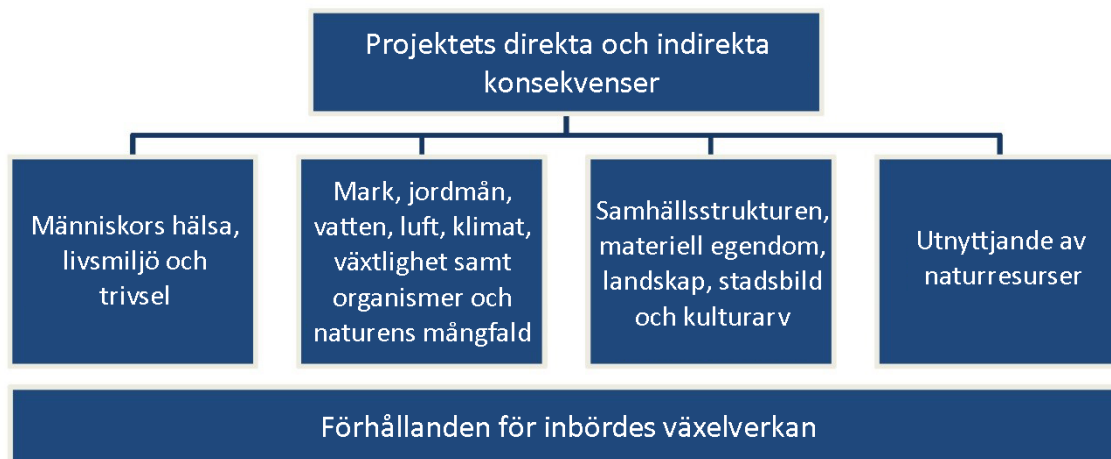 Projektets direkta och indirekta
konsekvenser
Människors hälsa,
livsmiljö och
trivsel
Mark, jordmån,
vatten, luft, klimat,
växtlighet samt
organismer och
naturens mångfald
Samhällsstrukturen,
materiell egendom,
landskap, stadsbild
och kulturarv
Utnyttjande av
naturresurser
Förhållanden för inbördes växelverkan